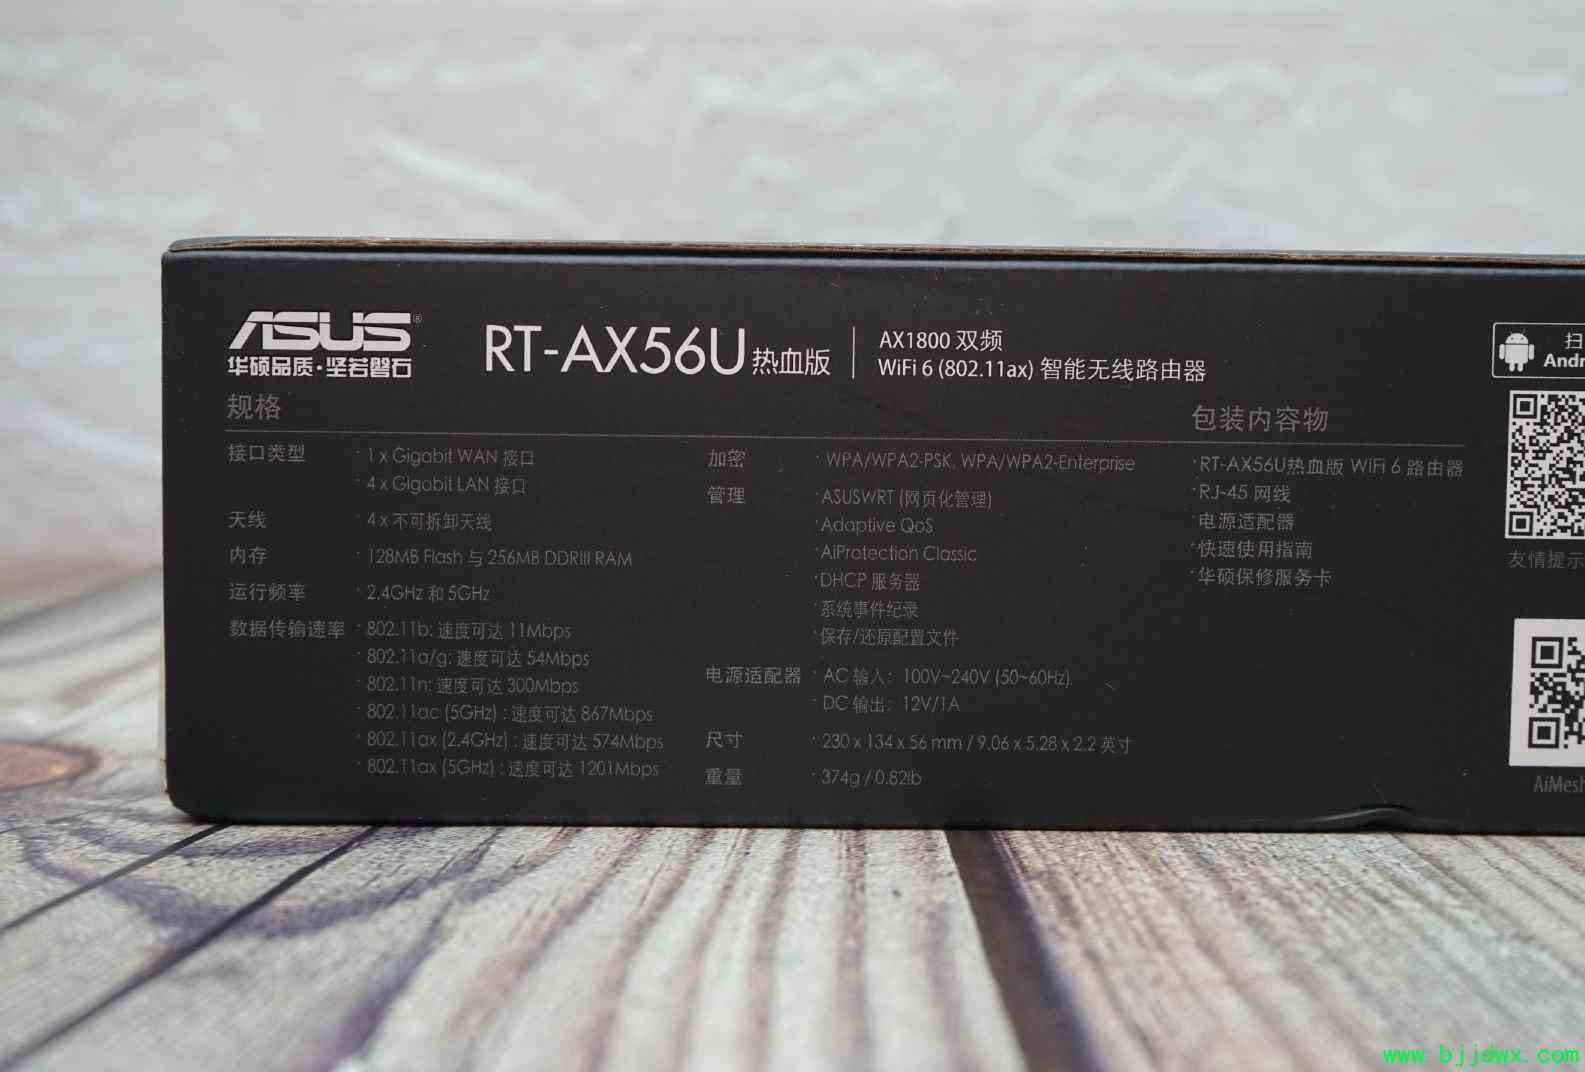 ASUS®
华硕品质·坚若磐石
RT-AX56U热血版
AX1800 双频
WiFi 6 (802.11ax) 智能无线路由器
规格
接口类型
· 1 x Gigabit WAN 接口
· 4 x Gigabit LAN 接口
天线
· 4 x 不可拆卸天线
内存
· 128MB Flash 与 256MB DDRIII RAM
运行频率
· 2.4GHz 和 5GHz
数据传输速率
· 802.11b: 速度可达 11Mbps
· 802.11a/g: 速度可达 54Mbps
· 802.11n: 速度可达 300Mbps
· 802.11ac (5GHz) : 速度可达 867Mbps
· 802.11ax (2.4GHz) : 速度可达 574Mbps
· 802.11ax (5GHz) : 速度可达 1201Mbps
加密
· WPA/WPA2-PSK, WPA/WPA2-Enterprise
管理
· ASUSWRT (网页化管理)
· Adaptive QoS
· AiProtection Classic
· DHCP 服务器
· 系统事件纪录
· 保存/还原配置文件
电源适配器
· AC 输入: 100V~240V (50~60Hz).
· DC 输出: 12V/1A
尺寸
· 230 x 134 x 56 mm / 9.06 x 5.28 x 2.2 英寸
重量
· 374g / 0.82lb
包装内容物
· RT-AX56U热血版 WiFi 6 路由器
· RJ-45 网线
· 电源适配器
· 快速使用指南
· 华硕保修服务卡
扫
Andr
友情提示
AiMesh
www.bjjdwx.com